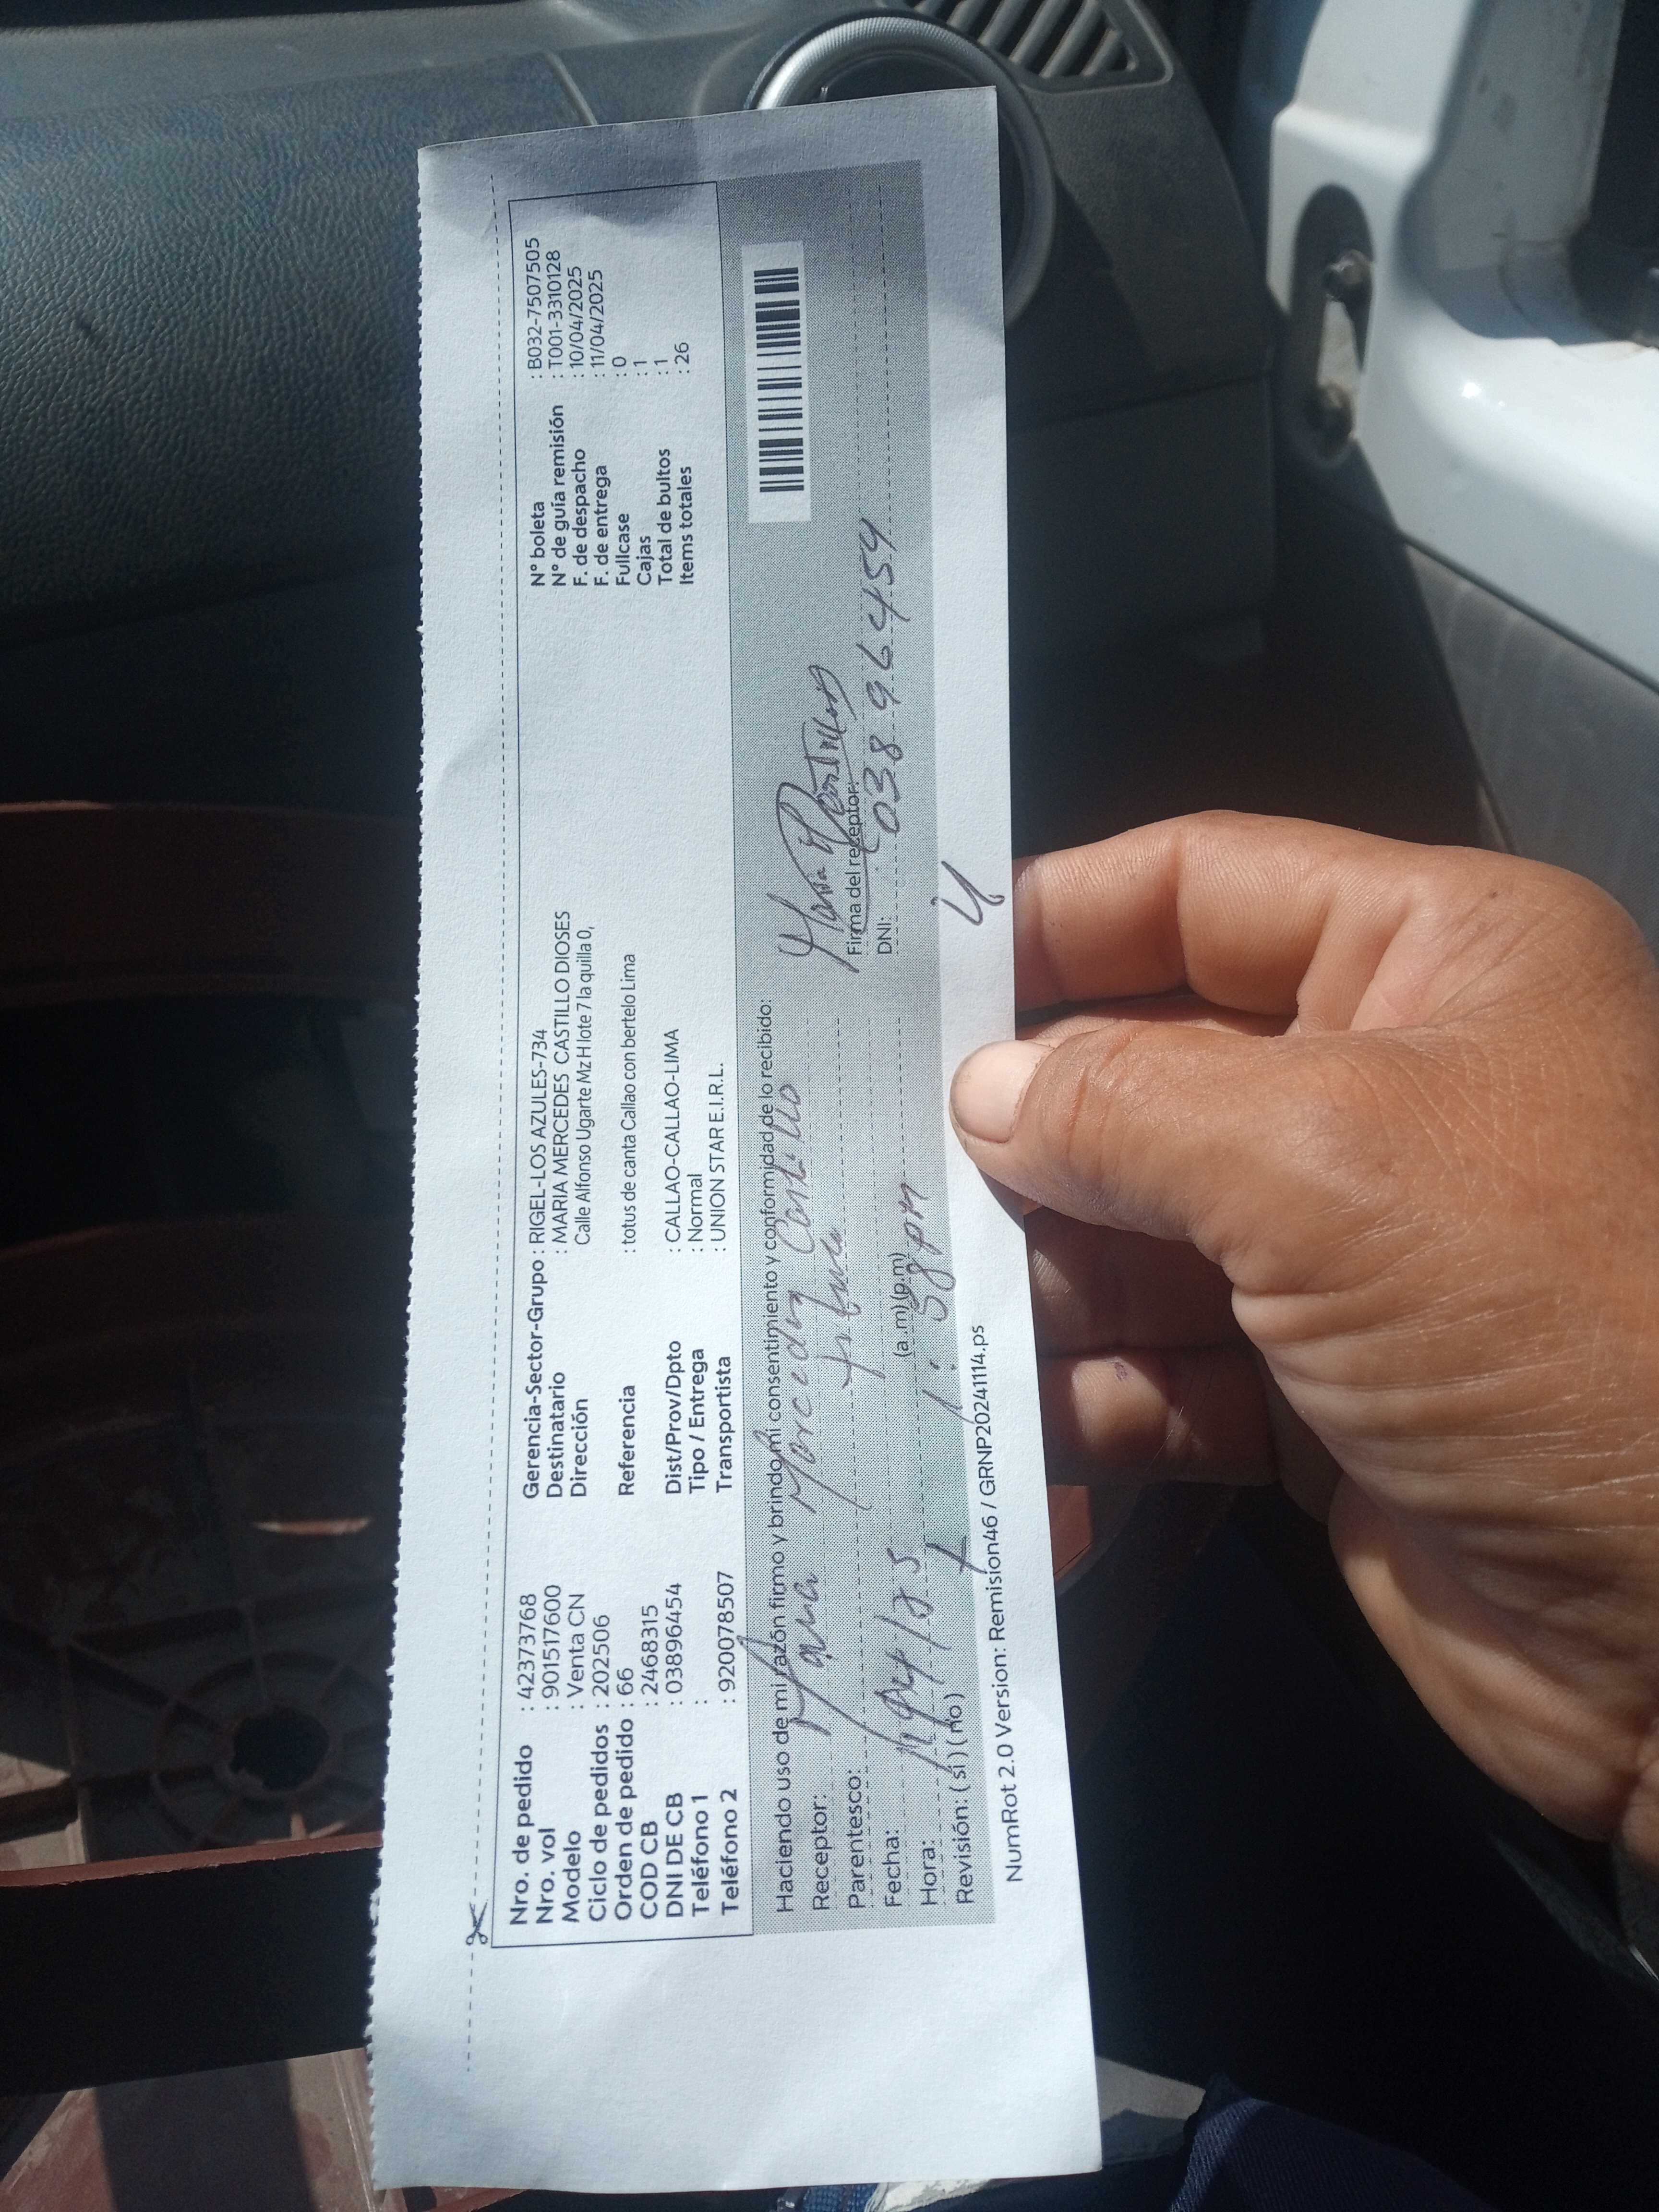 Nro. de pedido : 42373768
Nro. vol : 901517600
Modelo : Venta CN
Ciclo de pedidos : 202506
Orden de pedido : 66
COD CB : 2468315
DNI DE CB : 03896454
Teléfono 1 :
Teléfono 2 : 920078507
Gerencia-Sector-Grupo : RIGEL-LOS AZULES-734
Destinatario : MARIA MERCEDES CASTILLO DIOSES
Dirección Calle Alfonso Ugarte Mz H lote 7 la quilla 0,
Referencia : totus de canta Callao con bertelo Lima
Dist/Prov/Dpto : CALLAO-CALLAO-LIMA
Tipo / Entrega : Normal
Transportista : UNION STAR E.I.R.L.
N° boleta : B032-7507505
N° de guía remisión : T001-3310128
F. de despacho : 10/04/2025
F. de entrega : 11/04/2025
Fullcase : 0
Cajas : 1
Total de bultos : 1
Items totales : 26
Haciendo uso de mi razón firmo y brindo mi consentimiento y conformidad de lo recibido:
Receptor: Maria Mercedes Castillo
Parentesco: titular
Fecha: 11/04/25
Hora: 1:58 pm (a.m) (p.m)
Revisión: (si) (no)
Firma del receptor:
DNI: 03896454
NumRot 2.0 Version: Remision46 / GRNP20241114.ps